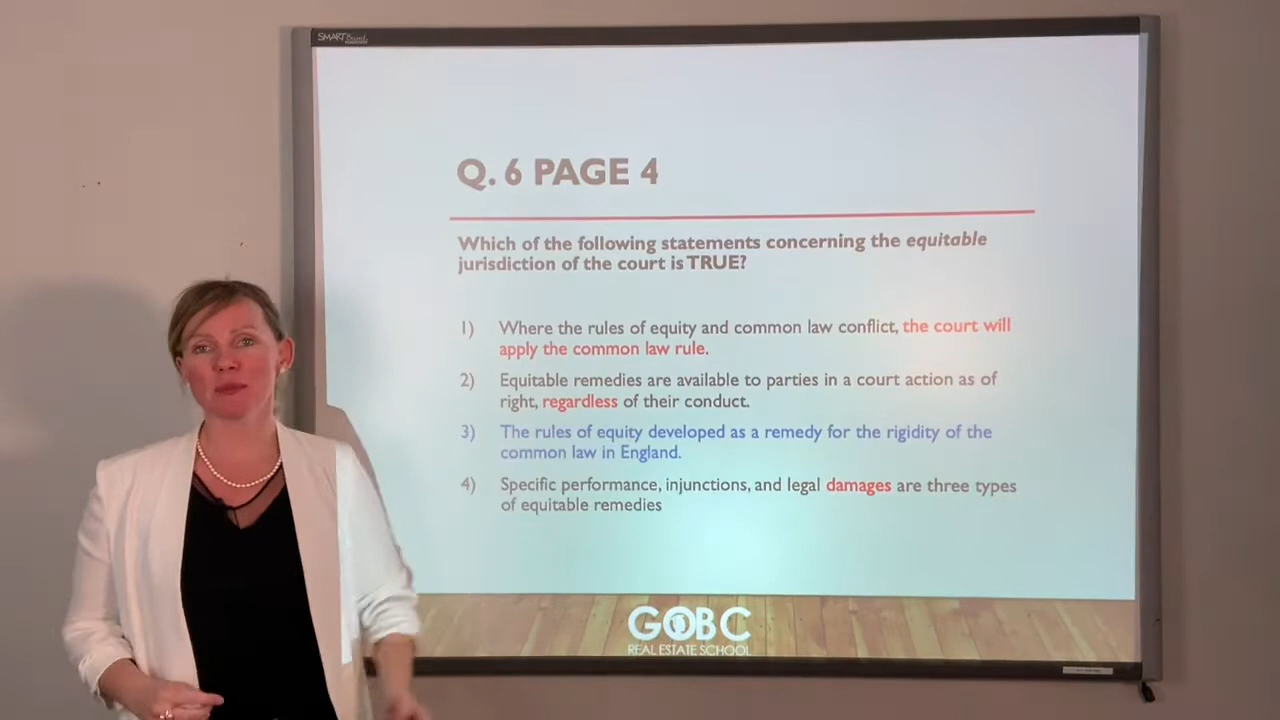 SMART Board
Q. 6 PAGE 4
Which of the following statements concerning the equitable
jurisdiction of the court is TRUE?
1) Where the rules of equity and common law conflict, the court will
apply the common law rule.
2) Equitable remedies are available to parties in a court action as of
right, regardless of their conduct.
3) The rules of equity developed as a remedy for the rigidity of the
common law in England.
4) Specific performance, injunctions, and legal damages are three types
of equitable remedies
GOBC
REAL ESTATE SCHOOL